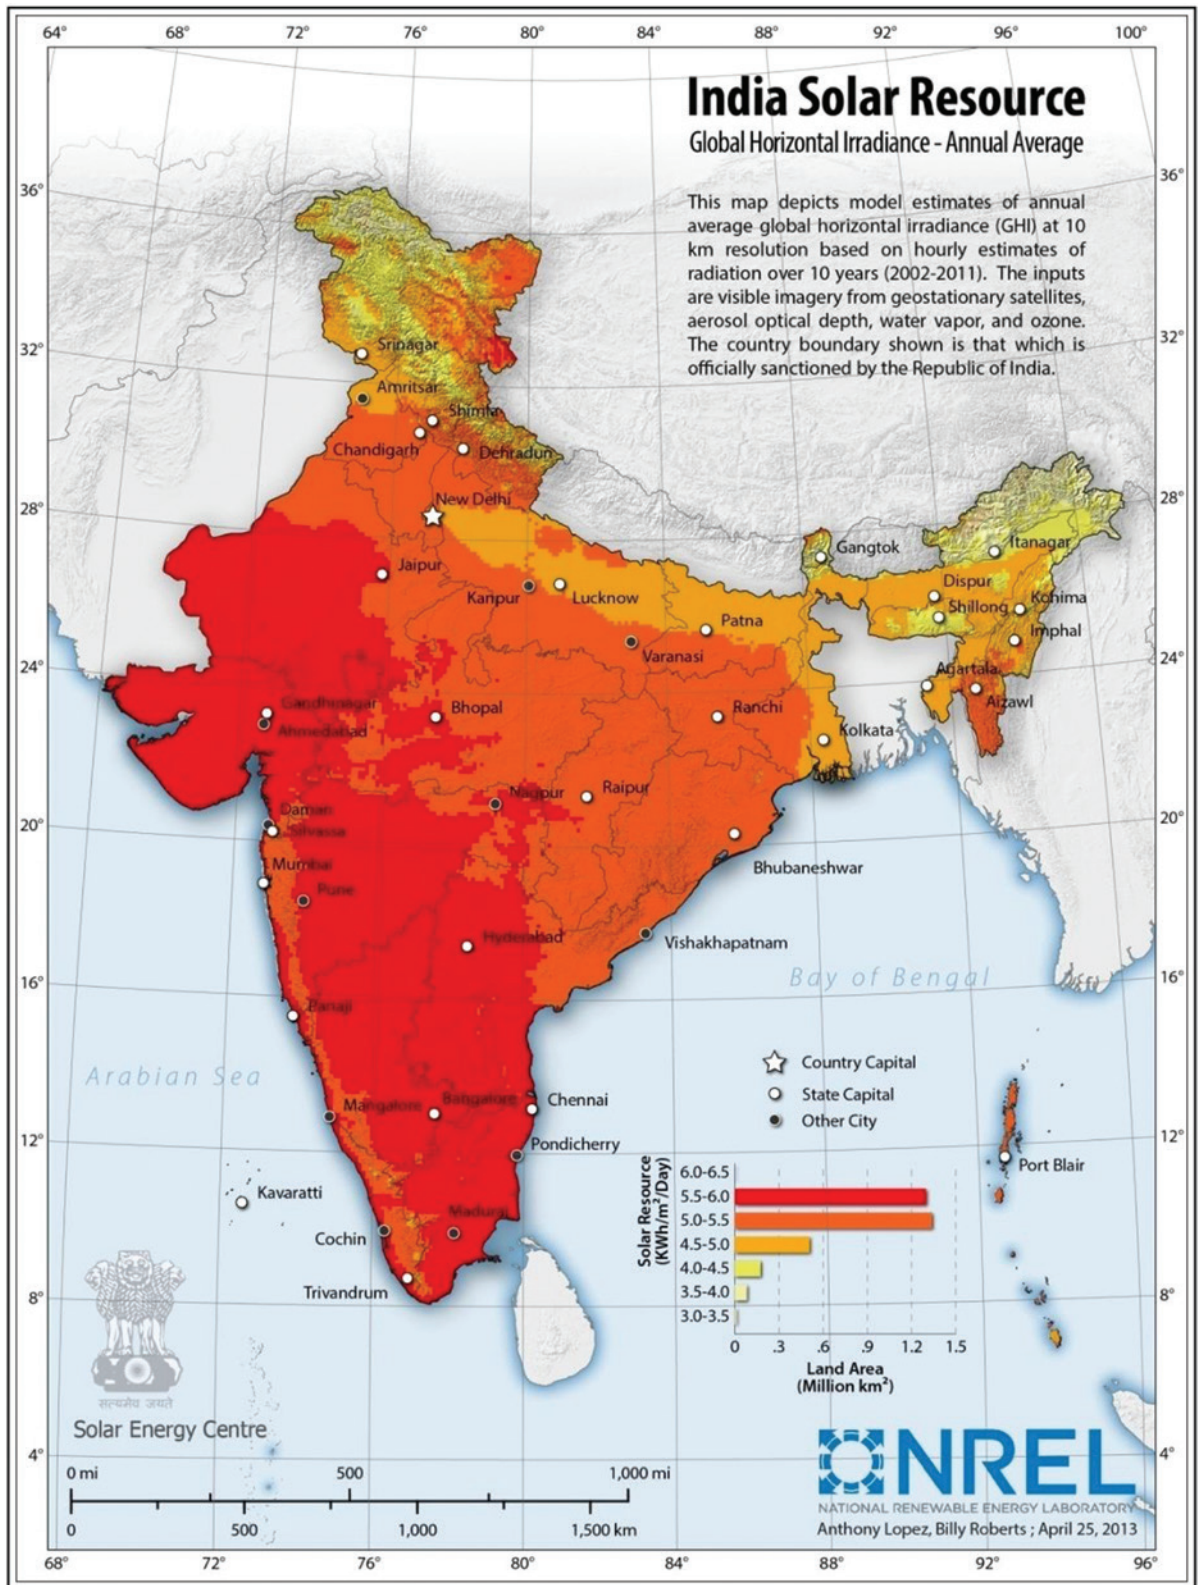 64° 68° 72° 76° 80° 84° 88° 92° 96° 100°
India Solar Resource
Global Horizontal Irradiance - Annual Average
This map depicts model estimates of annual
average global horizontal irradiance (GHI) at 10
km resolution based on hourly estimates of
radiation over 10 years (2002-2011). The inputs
are visible imagery from geostationary satellites,
aerosol optical depth, water vapor, and ozone.
The country boundary shown is that which is
officially sanctioned by the Republic of India.
36° 36°
32° 32°
28° 28°
24° 24°
20° 20°
16° 16°
12° 12°
8° 8°
4° 4°
Srinagar
Amritsar
Shimla
Chandigarh
Dehradun
New Delhi
Gangtok
Itanagar
Jaipur
Dispur
Kanpur
Lucknow
Shillong
Kohima
Patna
Imphal
Varanasi
Agartala
Aizawl
Gandhinagar
Bhopal
Ranchi
Ahmedabad
Kolkata
Nagpur
Raipur
Daman
Silvassa
Mumbai
Bhubaneshwar
Pune
Hyderabad
Vishakhapatnam
Bay of Bengal
Panaji
Arabian Sea
Mangalore
Bangalore
Chennai
Pondicherry
Kavaratti
Madurai
Cochin
Trivandrum
Port Blair
Country Capital
State Capital
Other City
Solar Resource
(KWh/m²/Day)
6.0-6.5
5.5-6.0
5.0-5.5
4.5-5.0
4.0-4.5
3.5-4.0
3.0-3.5
0 .3 .6 .9 1.2 1.5
Land Area
(Million km²)
सत्यमेव जयते
Solar Energy Centre
0 mi 500 1,000 mi
0 500 1,000 1,500 km
NREL
NATIONAL RENEWABLE ENERGY LABORATORY
Anthony Lopez, Billy Roberts ; April 25, 2013
68° 72° 76° 80° 84° 88° 92° 96°